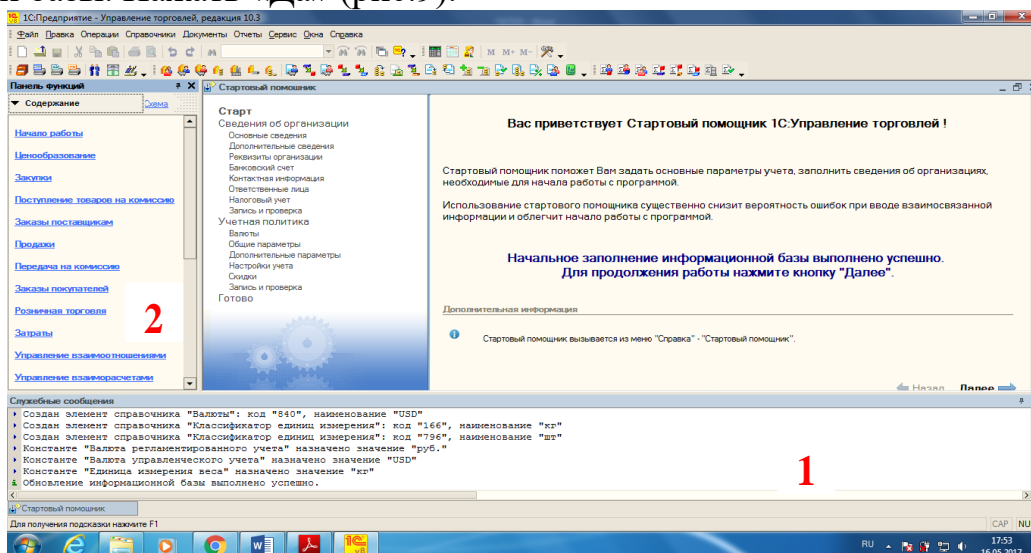 1С:Предприятие - Управление торговлей, редакция 10.3
Файл Правка Операции Справочники Документы Отчеты Сервис Окна Справка
M M+ M-
Панель Функций
Стартовый помошник
Содержание
Схема
Начало работы
Ценообразование
Закупки
Поступление товаров на комиссию
Заказы поставщикам
Продажи
Передача на комиссию
Заказы покупателей
Розничная торговля
Затраты
Управление взаимоотношениями
Управление взаиморасчетами
2
Старт
Сведения об организации
Основные сведения
Дополнительные сведения
Реквизиты организации
Банковский счет
Контактная информация
Ответственные лица
Налоговый учет
Запись и проверка
Учетная политика
Валюты
Общие параметры
Дополнительные параметры
Настройки учета
Скидки
Запись и проверка
Готово
Вас приветствует Стартовый помощник 1С:Управление торговлей !
Стартовый помощник поможет Вам задать основные параметры учета, заполнить сведения об организациях,
необходимые для начала работы с программой.
Использование стартового помощника существенно снизит вероятность ошибок при вводе взаимосвязанной
информации и облегчит начало работы с программой.
Начальное заполнение информационной базы выполнено успешно.
Для продолжения работы нажмите кнопку "Далее".
Дополнительная информация
Стартовый помощник вызывается из меню "Справка" - "Стартовый помощник".
Назад Далее
Служебные сообщения
Создан элемент справочника "Валюты": код "840", наименование "USD"
Создан элемент справочника "Классификатор единиц измерения": код "166", наименование "кг"
Создан элемент справочника "Классификатор единиц измерения": код "796", наименование "шт"
Константе "Валюта регламентированного учета" назначено значение "руб."
Константе "Валюта управленческого учета" назначено значение "USD"
Константе "Единица измерения веса" назначено значение "кг"
Обновление информационной базы выполнено успешно.
1
Стартовый помошник
Для получения подсказки нажмите F1
CAP NU
RU
17:53
16.05.2017